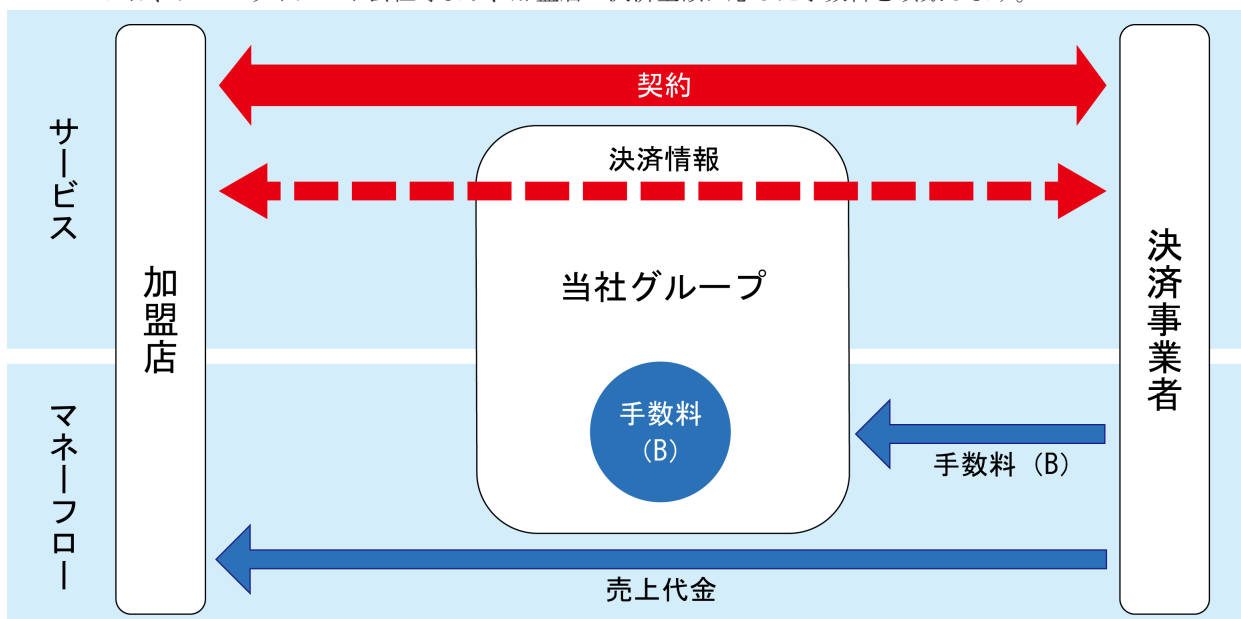 契約
サービス
決済情報
当社グループ
加盟店
決済事業者
マネーフロー
手数料
（B）
手数料（B）
売上代金